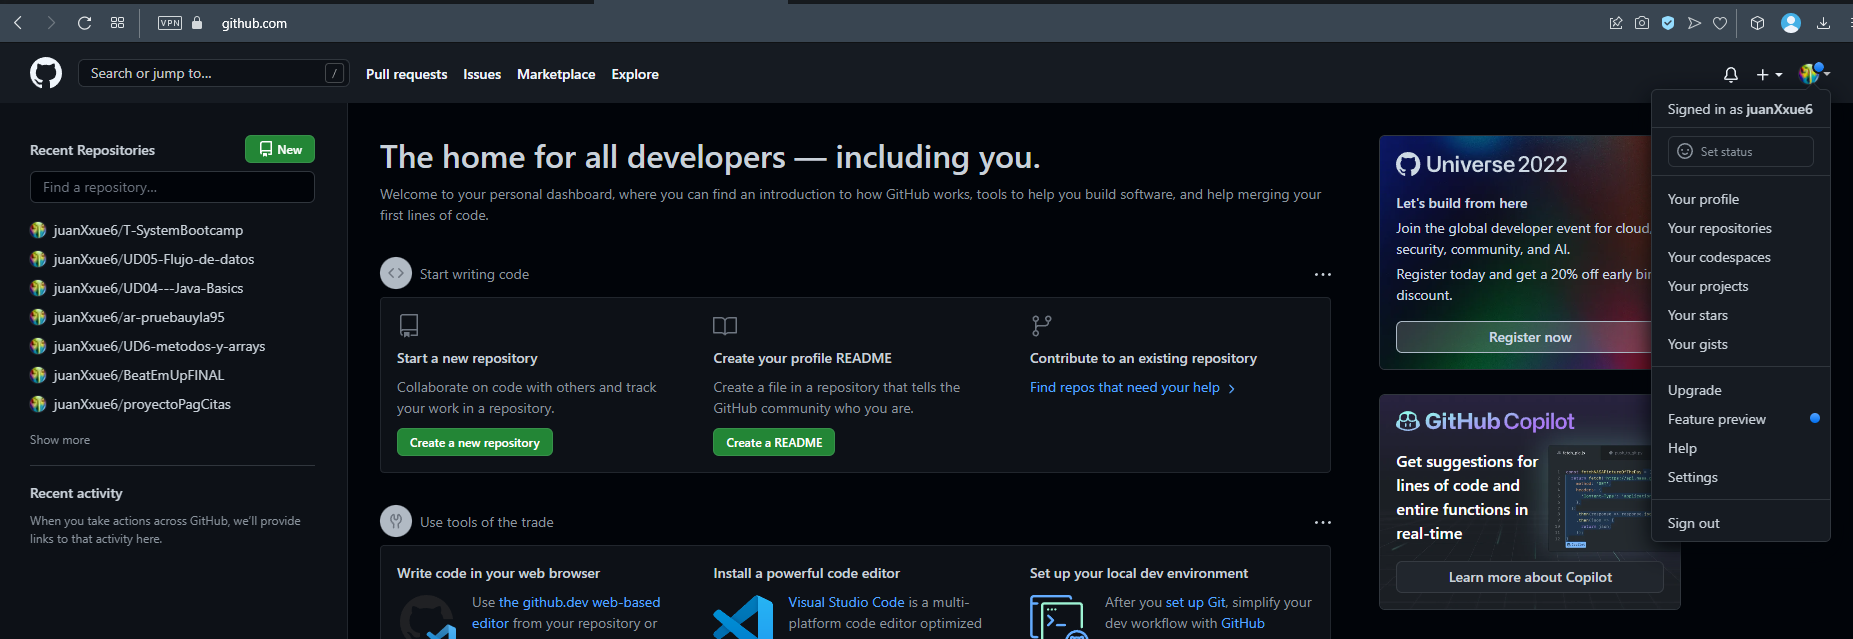 VPN github.com
Search or jump to... /
Pull requests Issues Marketplace Explore
Signed in as juanXxue6
Set status
Your profile
Your repositories
Your codespaces
Your projects
Your stars
Your gists
Upgrade
Feature preview
Help
Settings
Sign out
Recent Repositories
New
Find a repository...
juanXxue6/T-SystemBootcamp
juanXxue6/UD05-Flujo-de-datos
juanXxue6/UD04---Java-Basics
juanXxue6/ar-pruebauyla95
juanXxue6/UD6-metodos-y-arrays
juanXxue6/BeatEmUpFINAL
juanXxue6/proyectoPagCitas
Show more
Recent activity
When you take actions across GitHub, we'll provide
links to that activity here.
The home for all developers — including you.
Welcome to your personal dashboard, where you can find an introduction to how GitHub works, tools to help you build software, and help merging your
first lines of code.
Start writing code
Start a new repository
Collaborate on code with others and track
your work in a repository.
Create a new repository
Create your profile README
Create a file in a repository that tells the
GitHub community who you are.
Create a README
Contribute to an existing repository
Find repos that need your help
Use tools of the trade
Write code in your web browser
Use the github.dev web-based
editor from your repository or
Install a powerful code editor
Visual Studio Code is a multi-
platform code editor optimized
Set up your local dev environment
After you set up Git, simplify your
dev workflow with GitHub
Universe 2022
Let's build from here
Join the global developer event for cloud,
security, community, and AI.
Register today and get a 20% off early bir
discount.
Register now
GitHub Copilot
Get suggestions for
lines of code and
entire functions in
real-time
Learn more about Copilot